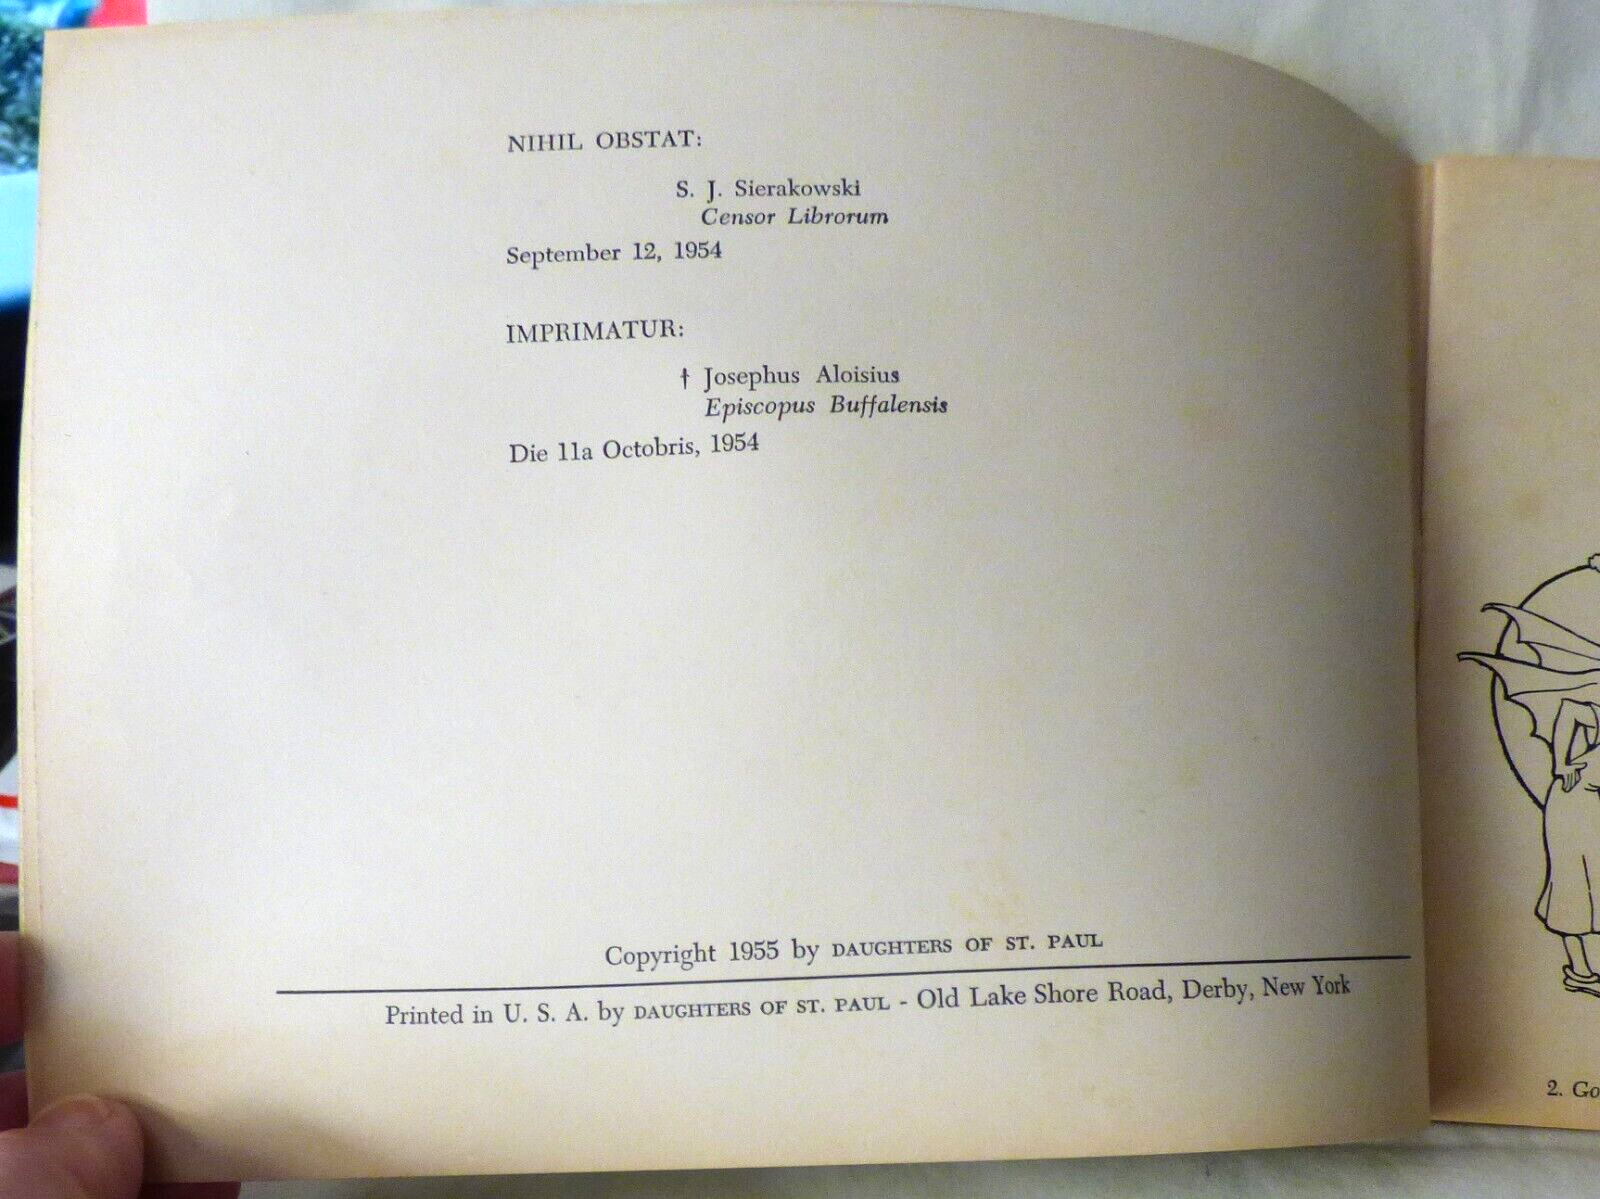 NIHIL OBSTAT:
S. J. Sierakowski
Censor Librorum
September 12, 1954
IMPRIMATUR:
† Josephus Aloisius
Episcopus Buffalensis
Die 11a Octobris, 1954
Copyright 1955 by DAUGHTERS OF ST. PAUL
Printed in U. S. A. by DAUGHTERS OF ST. PAUL - Old Lake Shore Road, Derby, New York
2. Go